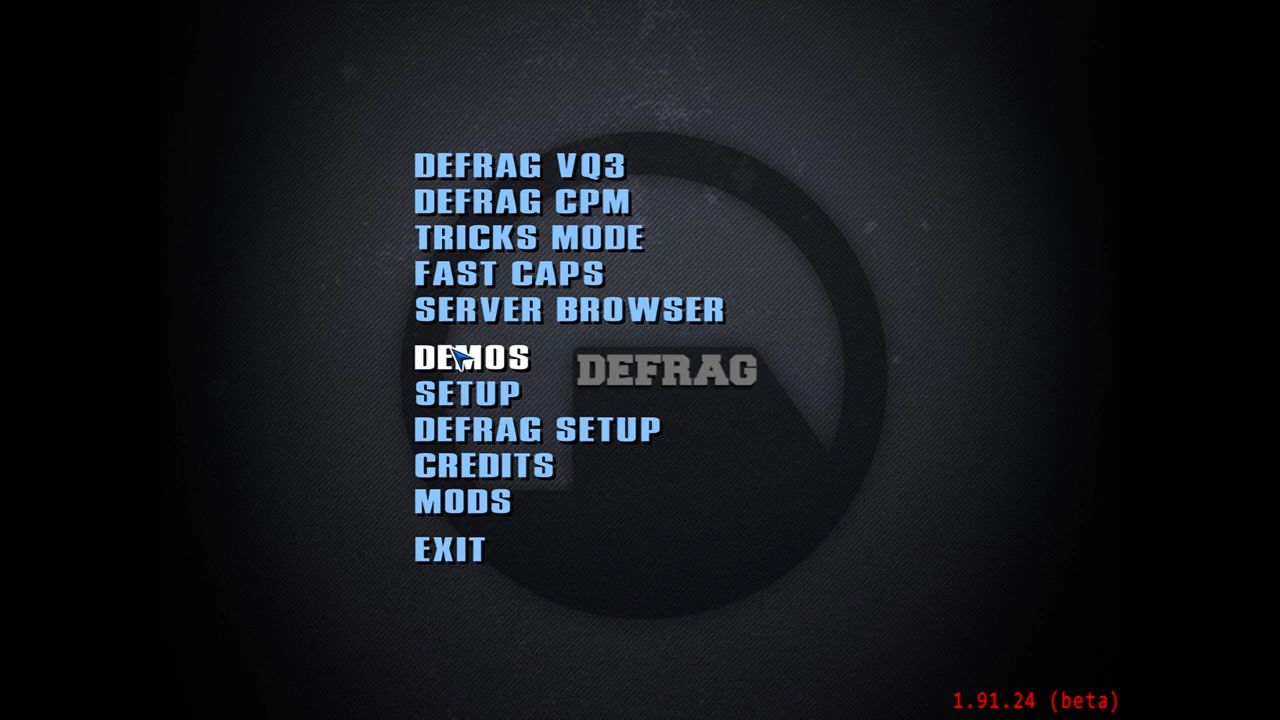 DEFRAG VQ3
DEFRAG CPM
TRICKS MODE
FAST CAPS
SERVER BROWSER
DEMOS
DEFRAG
SETUP
DEFRAG SETUP
CREDITS
MODS
EXIT
1.91.24 (beta)